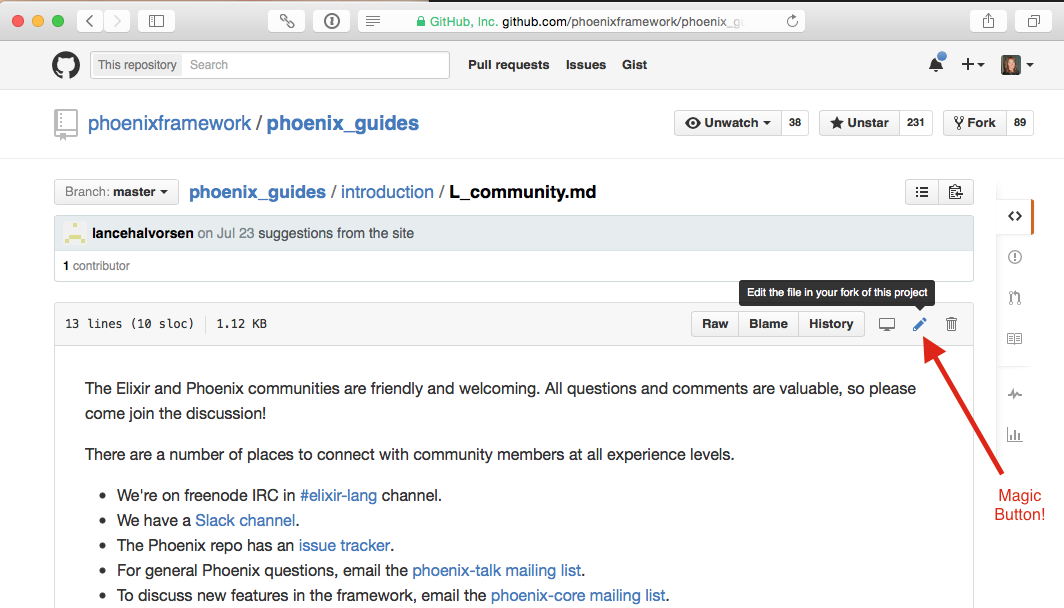 GitHub, Inc. github.com/phoenixframework/phoenix_gu
This repository Search Pull requests Issues Gist
phoenixframework / phoenix_guides Unwatch 38 Unstar 231 Fork 89
Branch: master phoenix_guides / introduction / L_community.md
lancehalvorsen on Jul 23 suggestions from the site
1 contributor
Edit the file in your fork of this project
13 lines (10 sloc) 1.12 KB Raw Blame History
The Elixir and Phoenix communities are friendly and welcoming. All questions and comments are valuable, so please
come join the discussion!
There are a number of places to connect with community members at all experience levels.
• We're on freenode IRC in #elixir-lang channel.
• We have a Slack channel.
• The Phoenix repo has an issue tracker.
• For general Phoenix questions, email the phoenix-talk mailing list.
• To discuss new features in the framework, email the phoenix-core mailing list.
Magic
Button!